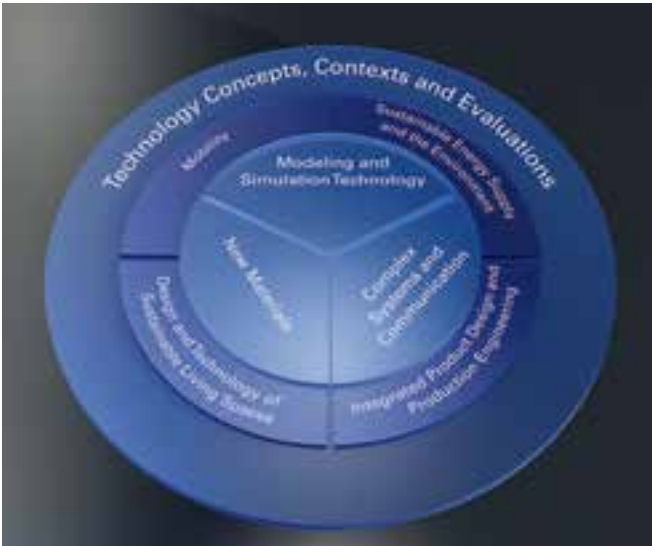 Technology Concepts, Contexts and Evaluations
Mobility
Sustainable Energy Supply
and the Environment
Modeling and
Simulation Technology
New Materials
Complex
Systems and
Communication
Design and Technology of
Sustainable Living Spaces
Integrated Product Design and
Production Engineering